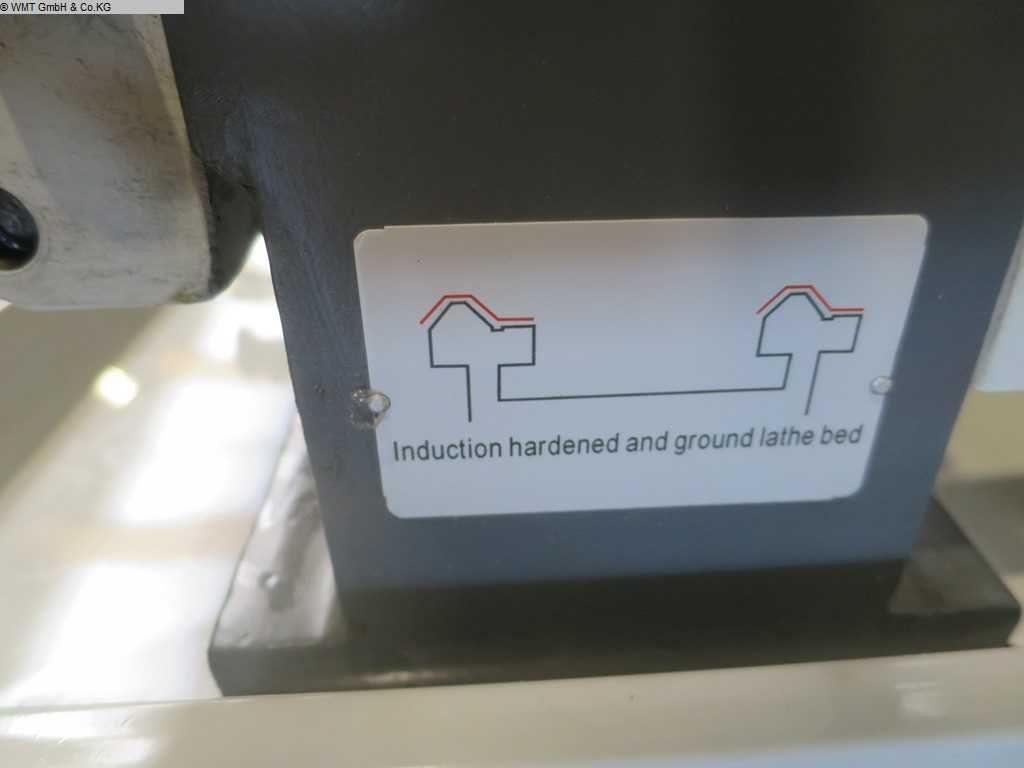 © WMT GmbH & Co.KG
Induction hardened and ground lathe bed